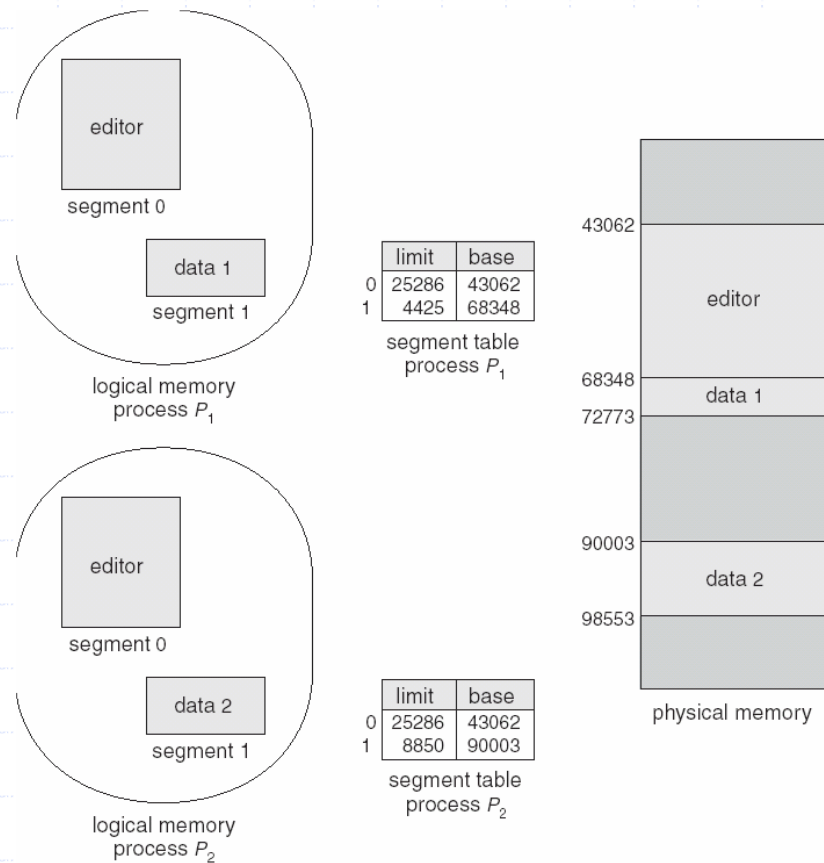 editor
segment 0
data 1
segment 1
logical memory
process P1
limit base
0 25286 43062
1 4425 68348
segment table
process P1
43062
editor
68348
data 1
72773
90003
data 2
98553
physical memory
editor
segment 0
data 2
segment 1
logical memory
process P2
limit base
0 25286 43062
1 8850 90003
segment table
process P2